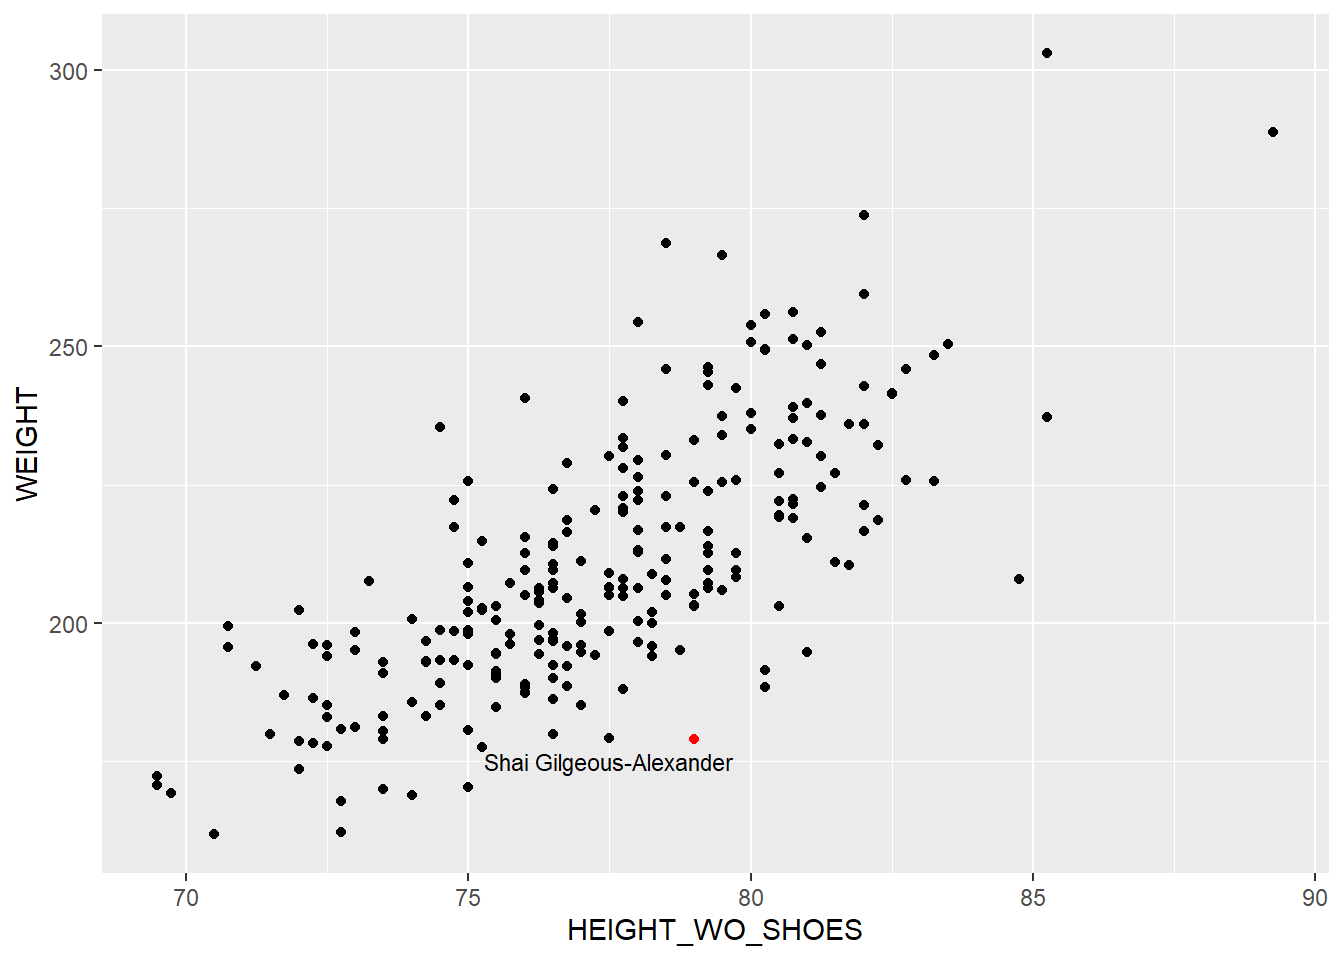 300
250
200
WEIGHT
Shai Gilgeous-Alexander
70 75 80 85 90
HEIGHT_WO_SHOES